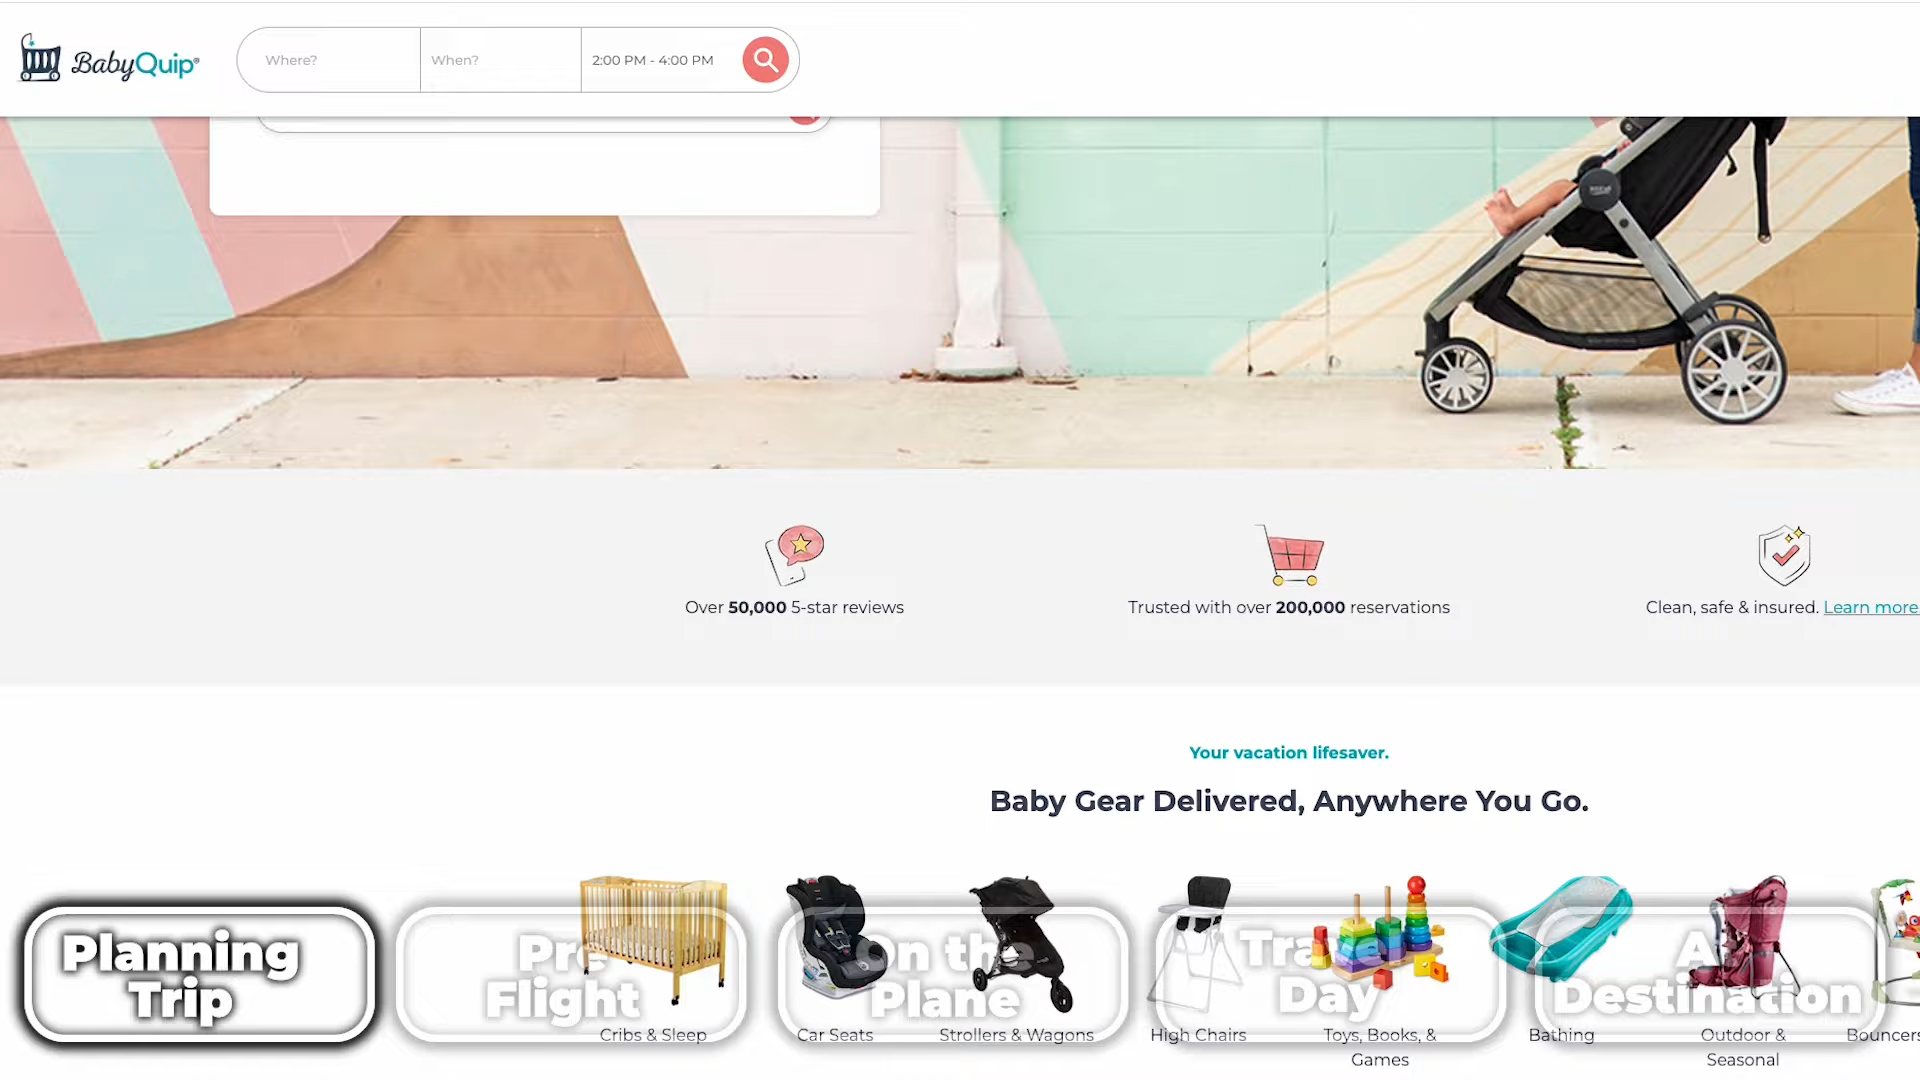 BabyQuip®
Where?
When?
2:00 PM - 4:00 PM
Over 50,000 5-star reviews
Trusted with over 200,000 reservations
Clean, safe & insured. Learn more
Your vacation lifesaver.
Baby Gear Delivered, Anywhere You Go.
Planning
Trip
Pre
Flight
On the
Plane
Travel
Day
At
Destination
Cribs & Sleep
Car Seats
Strollers & Wagons
High Chairs
Toys, Books, &
Games
Bathing
Outdoor &
Seasonal
Bouncers